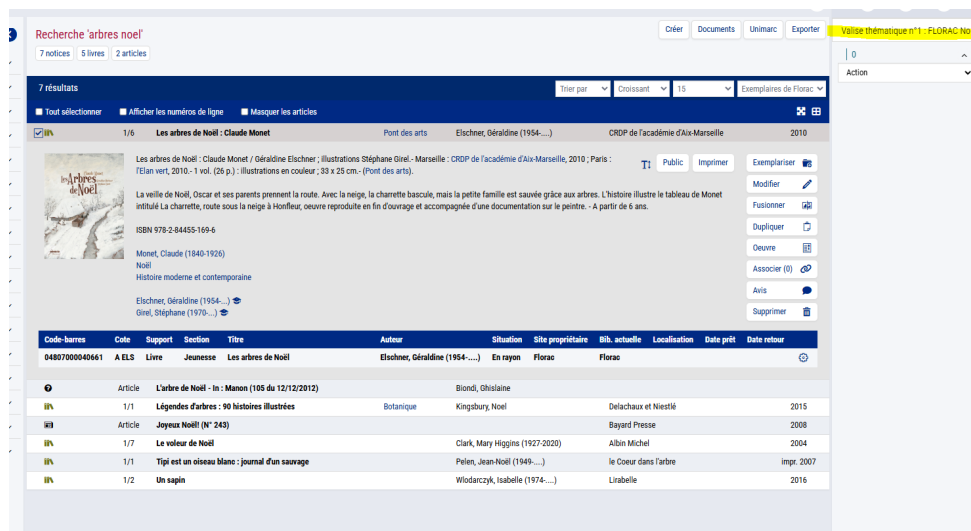 Recherche 'arbres noel'
7 notices 5 livres 2 articles
Créer Documents Unimarc Exporter
Valise thématique n°1 : FLORAC No
0
Action
7 résultats
Trier par Croissant 15 Exemplaires de Florac
Tout sélectionner Afficher les numéros de ligne Masquer les articles
1/6 Les arbres de Noël : Claude Monet Pont des arts Elschner, Géraldine (1954-....) CRDP de l'académie d'Aix-Marseille 2010
Les arbres de Noël : Claude Monet / Géraldine Elschner ; illustrations Stéphane Girel.- Marseille : CRDP de l'académie d'Aix-Marseille, 2010 ; Paris :
l'Elan vert, 2010.- 1 vol. (26 p.) : illustrations en couleur ; 33 x 25 cm.- (Pont des arts).
Public Imprimer
La veille de Noël, Oscar et ses parents prennent la route. Avec la neige, la charrette bascule, mais la petite famille est sauvée grâce aux arbres. L'histoire illustre le tableau de Monet
intitulé La charrette, route sous la neige à Honfleur, oeuvre reproduite en fin d'ouvrage et accompagnée d'une documentation sur le peintre. - A partir de 6 ans.
ISBN 978-2-84455-169-6
Monet, Claude (1840-1926)
Noël
Histoire moderne et contemporaine
Elschner, Géraldine (1954-...)
Girel, Stéphane (1970-...)
les Arbres
de Noël
Exemplariser
Modifier
Fusionner
Dupliquer
Oeuvre
Associer (0)
Avis
Supprimer
Code-barres Cote Support Section Titre Auteur Situation Site propriétaire Bib. actuelle Localisation Date prêt Date retour
04807000040661 A ELS Livre Jeunesse Les arbres de Noël Elschner, Géraldine (1954-....) En rayon Florac Florac
Article L'arbre de Noël - In : Manon (105 du 12/12/2012) Biondi, Ghislaine
1/1 Légendes d'arbres : 90 histoires illustrées Botanique Kingsbury, Noel Delachaux et Niestlé 2015
Article Joyeux Noël! (N° 243) Bayard Presse 2008
1/7 Le voleur de Noël Clark, Mary Higgins (1927-2020) Albin Michel 2004
1/1 Tipi est un oiseau blanc : journal d'un sauvage Pelen, Jean-Noël (1949-....) le Coeur dans l'arbre impr. 2007
1/2 Un sapin Wlodarczyk, Isabelle (1974-....) Lirabelle 2016